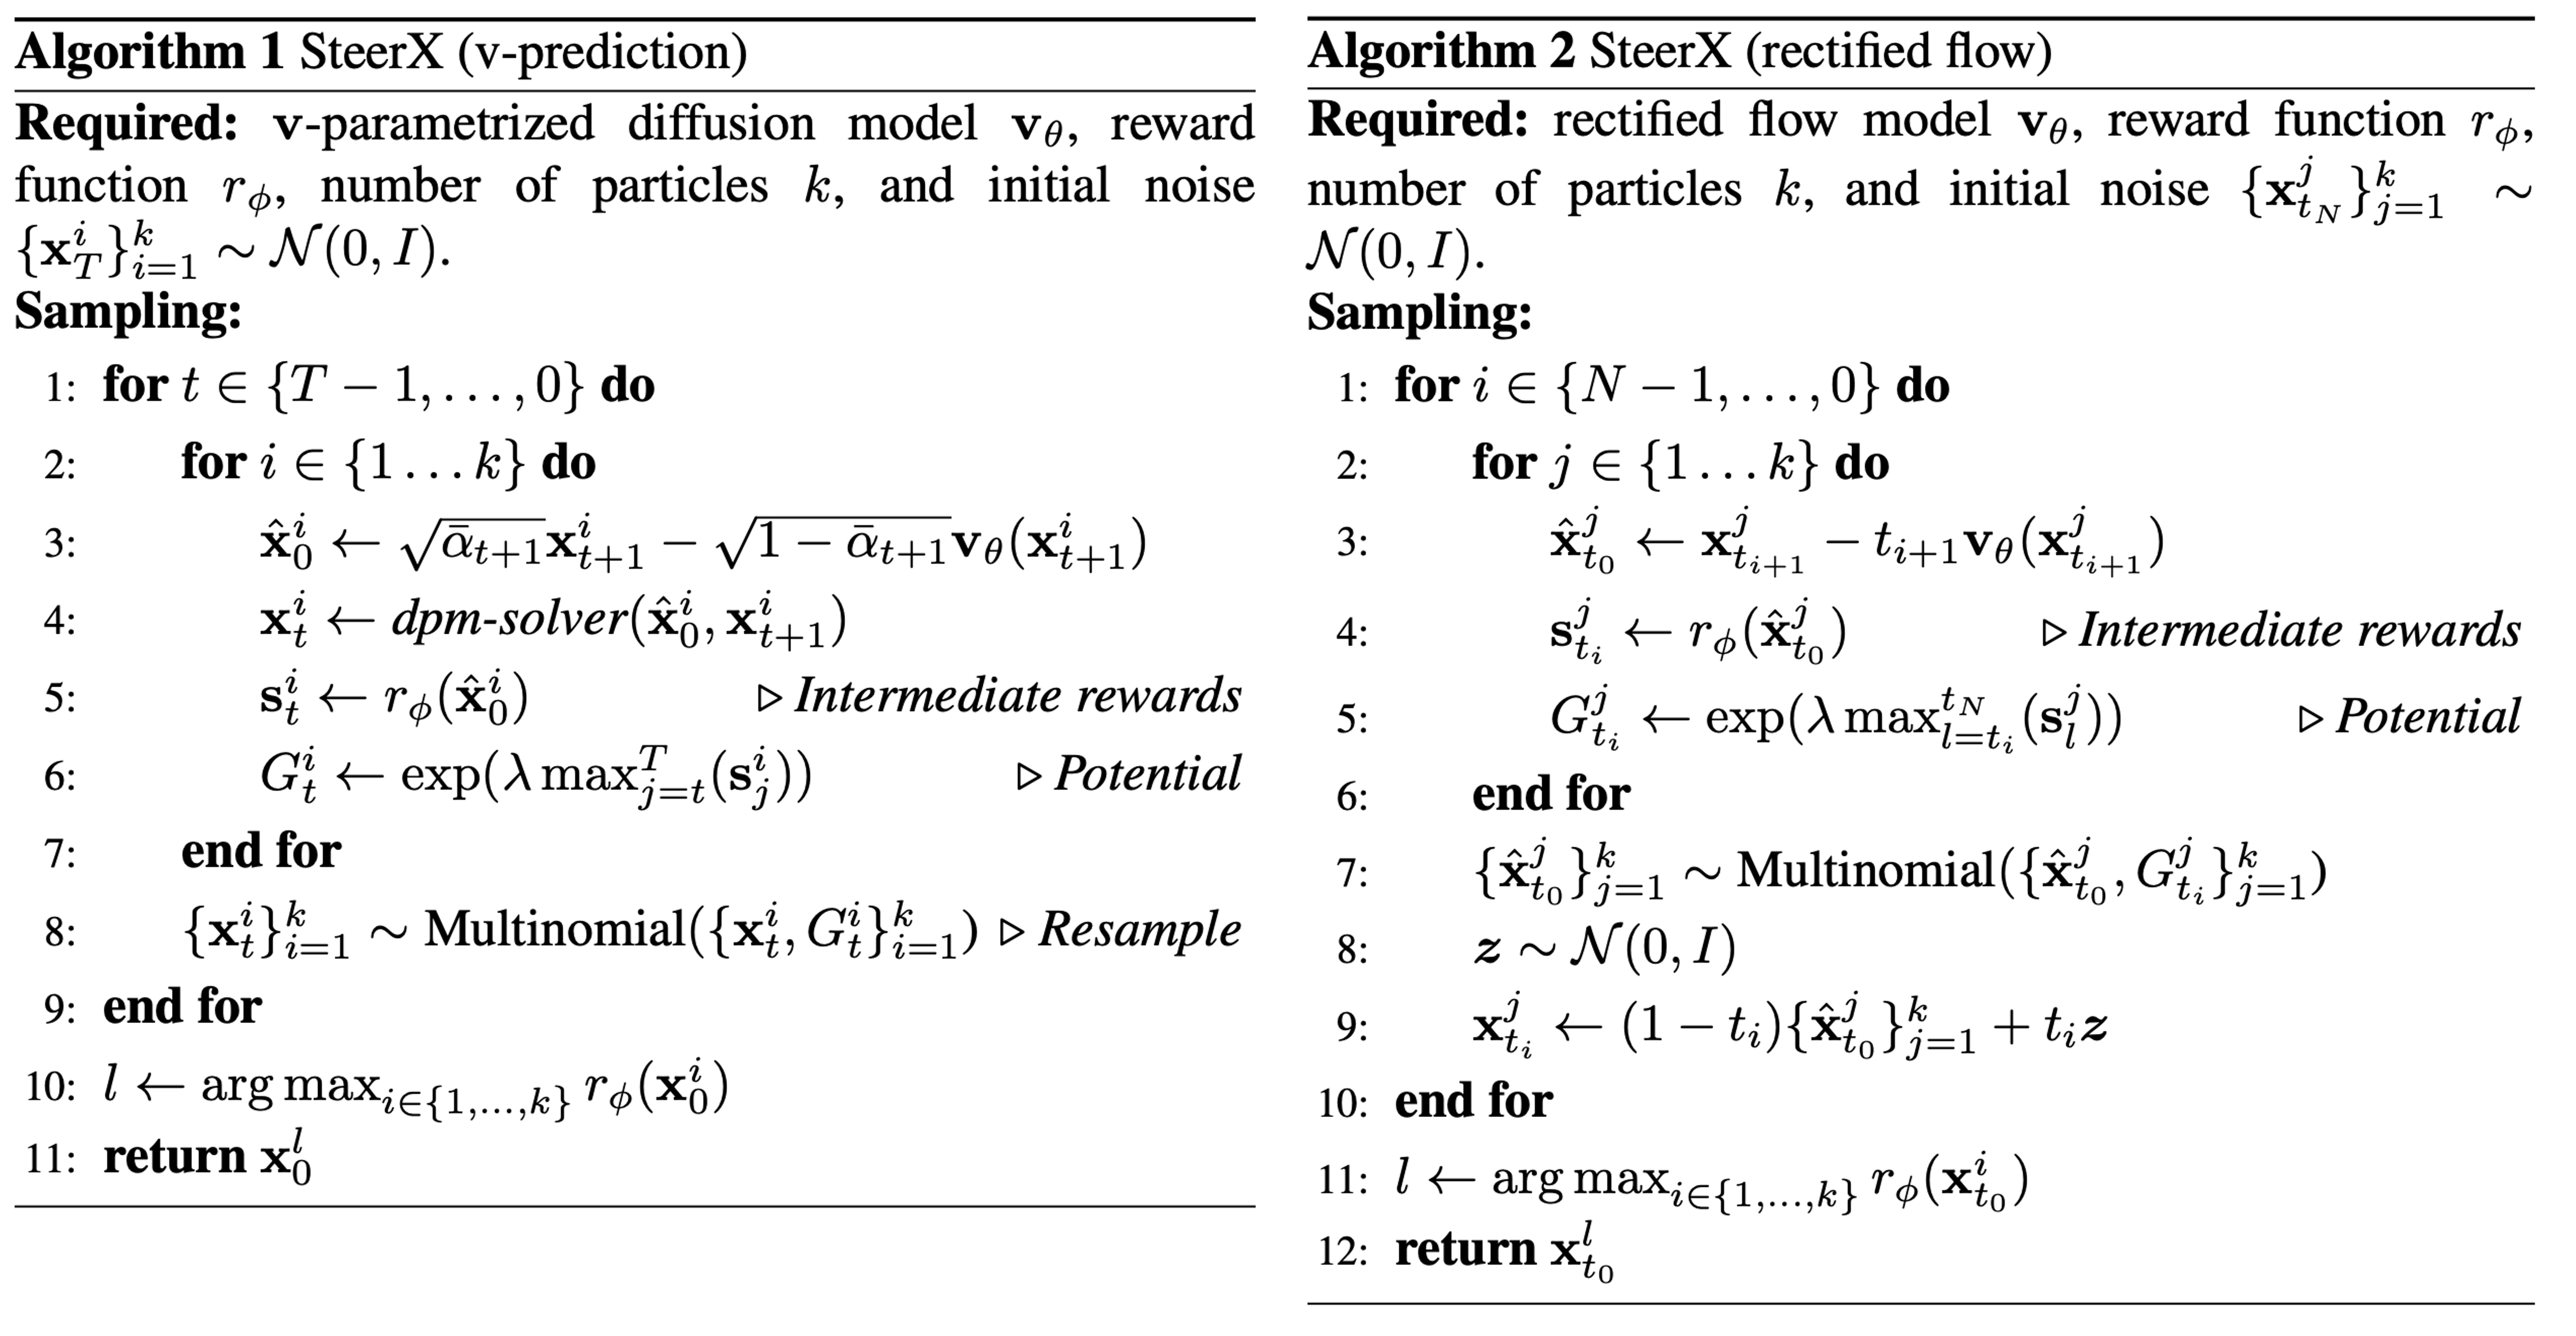 Algorithm 1 SteerX (v-prediction)
Required: v-parametrized diffusion model $\mathbf{v}_\theta$, reward
function $r_\phi$, number of particles $k$, and initial noise
$\{\mathbf{x}_T^i\}_{i=1}^k \sim \mathcal{N}(0, I)$.
Sampling:
1: for $t \in \{T-1, \ldots, 0\}$ do
2: for $i \in \{1 \ldots k\}$ do
3: $\hat{\mathbf{x}}_0^i \leftarrow \sqrt{\bar{\alpha}_{t+1}}\mathbf{x}_{t+1}^i - \sqrt{1-\bar{\alpha}_{t+1}}\mathbf{v}_\theta(\mathbf{x}_{t+1}^i)$
4: $\mathbf{x}_t^i \leftarrow$ dpm-solver$(\hat{\mathbf{x}}_0^i, \mathbf{x}_{t+1}^i)$
5: $\mathbf{s}_t^i \leftarrow r_\phi(\hat{\mathbf{x}}_0^i)$ ▷ Intermediate rewards
6: $G_t^i \leftarrow \exp(\lambda \max_{j=t}^T(\mathbf{s}_j^i))$ ▷ Potential
7: end for
8: $\{\mathbf{x}_t^i\}_{i=1}^k \sim$ Multinomial$(\{\mathbf{x}_t^i, G_t^i\}_{i=1}^k)$ ▷ Resample
9: end for
10: $l \leftarrow \arg\max_{i \in \{1,\ldots,k\}} r_\phi(\mathbf{x}_0^i)$
11: return $\mathbf{x}_0^l$
Algorithm 2 SteerX (rectified flow)
Required: rectified flow model $\mathbf{v}_\theta$, reward function $r_\phi$,
number of particles $k$, and initial noise $\{\mathbf{x}_{t_N}^j\}_{j=1}^k \sim$
$\mathcal{N}(0, I)$.
Sampling:
1: for $i \in \{N-1, \ldots, 0\}$ do
2: for $j \in \{1 \ldots k\}$ do
3: $\hat{\mathbf{x}}_{t_0}^j \leftarrow \mathbf{x}_{t_{i+1}}^j - t_{i+1}\mathbf{v}_\theta(\mathbf{x}_{t_{i+1}}^j)$
4: $\mathbf{s}_{t_i}^j \leftarrow r_\phi(\hat{\mathbf{x}}_{t_0}^j)$ ▷ Intermediate rewards
5: $G_{t_i}^j \leftarrow \exp(\lambda \max_{l=t_i}^{t_N}(\mathbf{s}_l^j))$ ▷ Potential
6: end for
7: $\{\hat{\mathbf{x}}_{t_0}^j\}_{j=1}^k \sim$ Multinomial$(\{\hat{\mathbf{x}}_{t_0}^j, G_{t_i}^j\}_{j=1}^k)$
8: $\boldsymbol{z} \sim \mathcal{N}(0, I)$
9: $\mathbf{x}_{t_i}^j \leftarrow (1-t_i)\{\hat{\mathbf{x}}_{t_0}^j\}_{j=1}^k + t_i\boldsymbol{z}$
10: end for
11: $l \leftarrow \arg\max_{i \in \{1,\ldots,k\}} r_\phi(\mathbf{x}_{t_0}^i)$
12: return $\mathbf{x}_{t_0}^l$